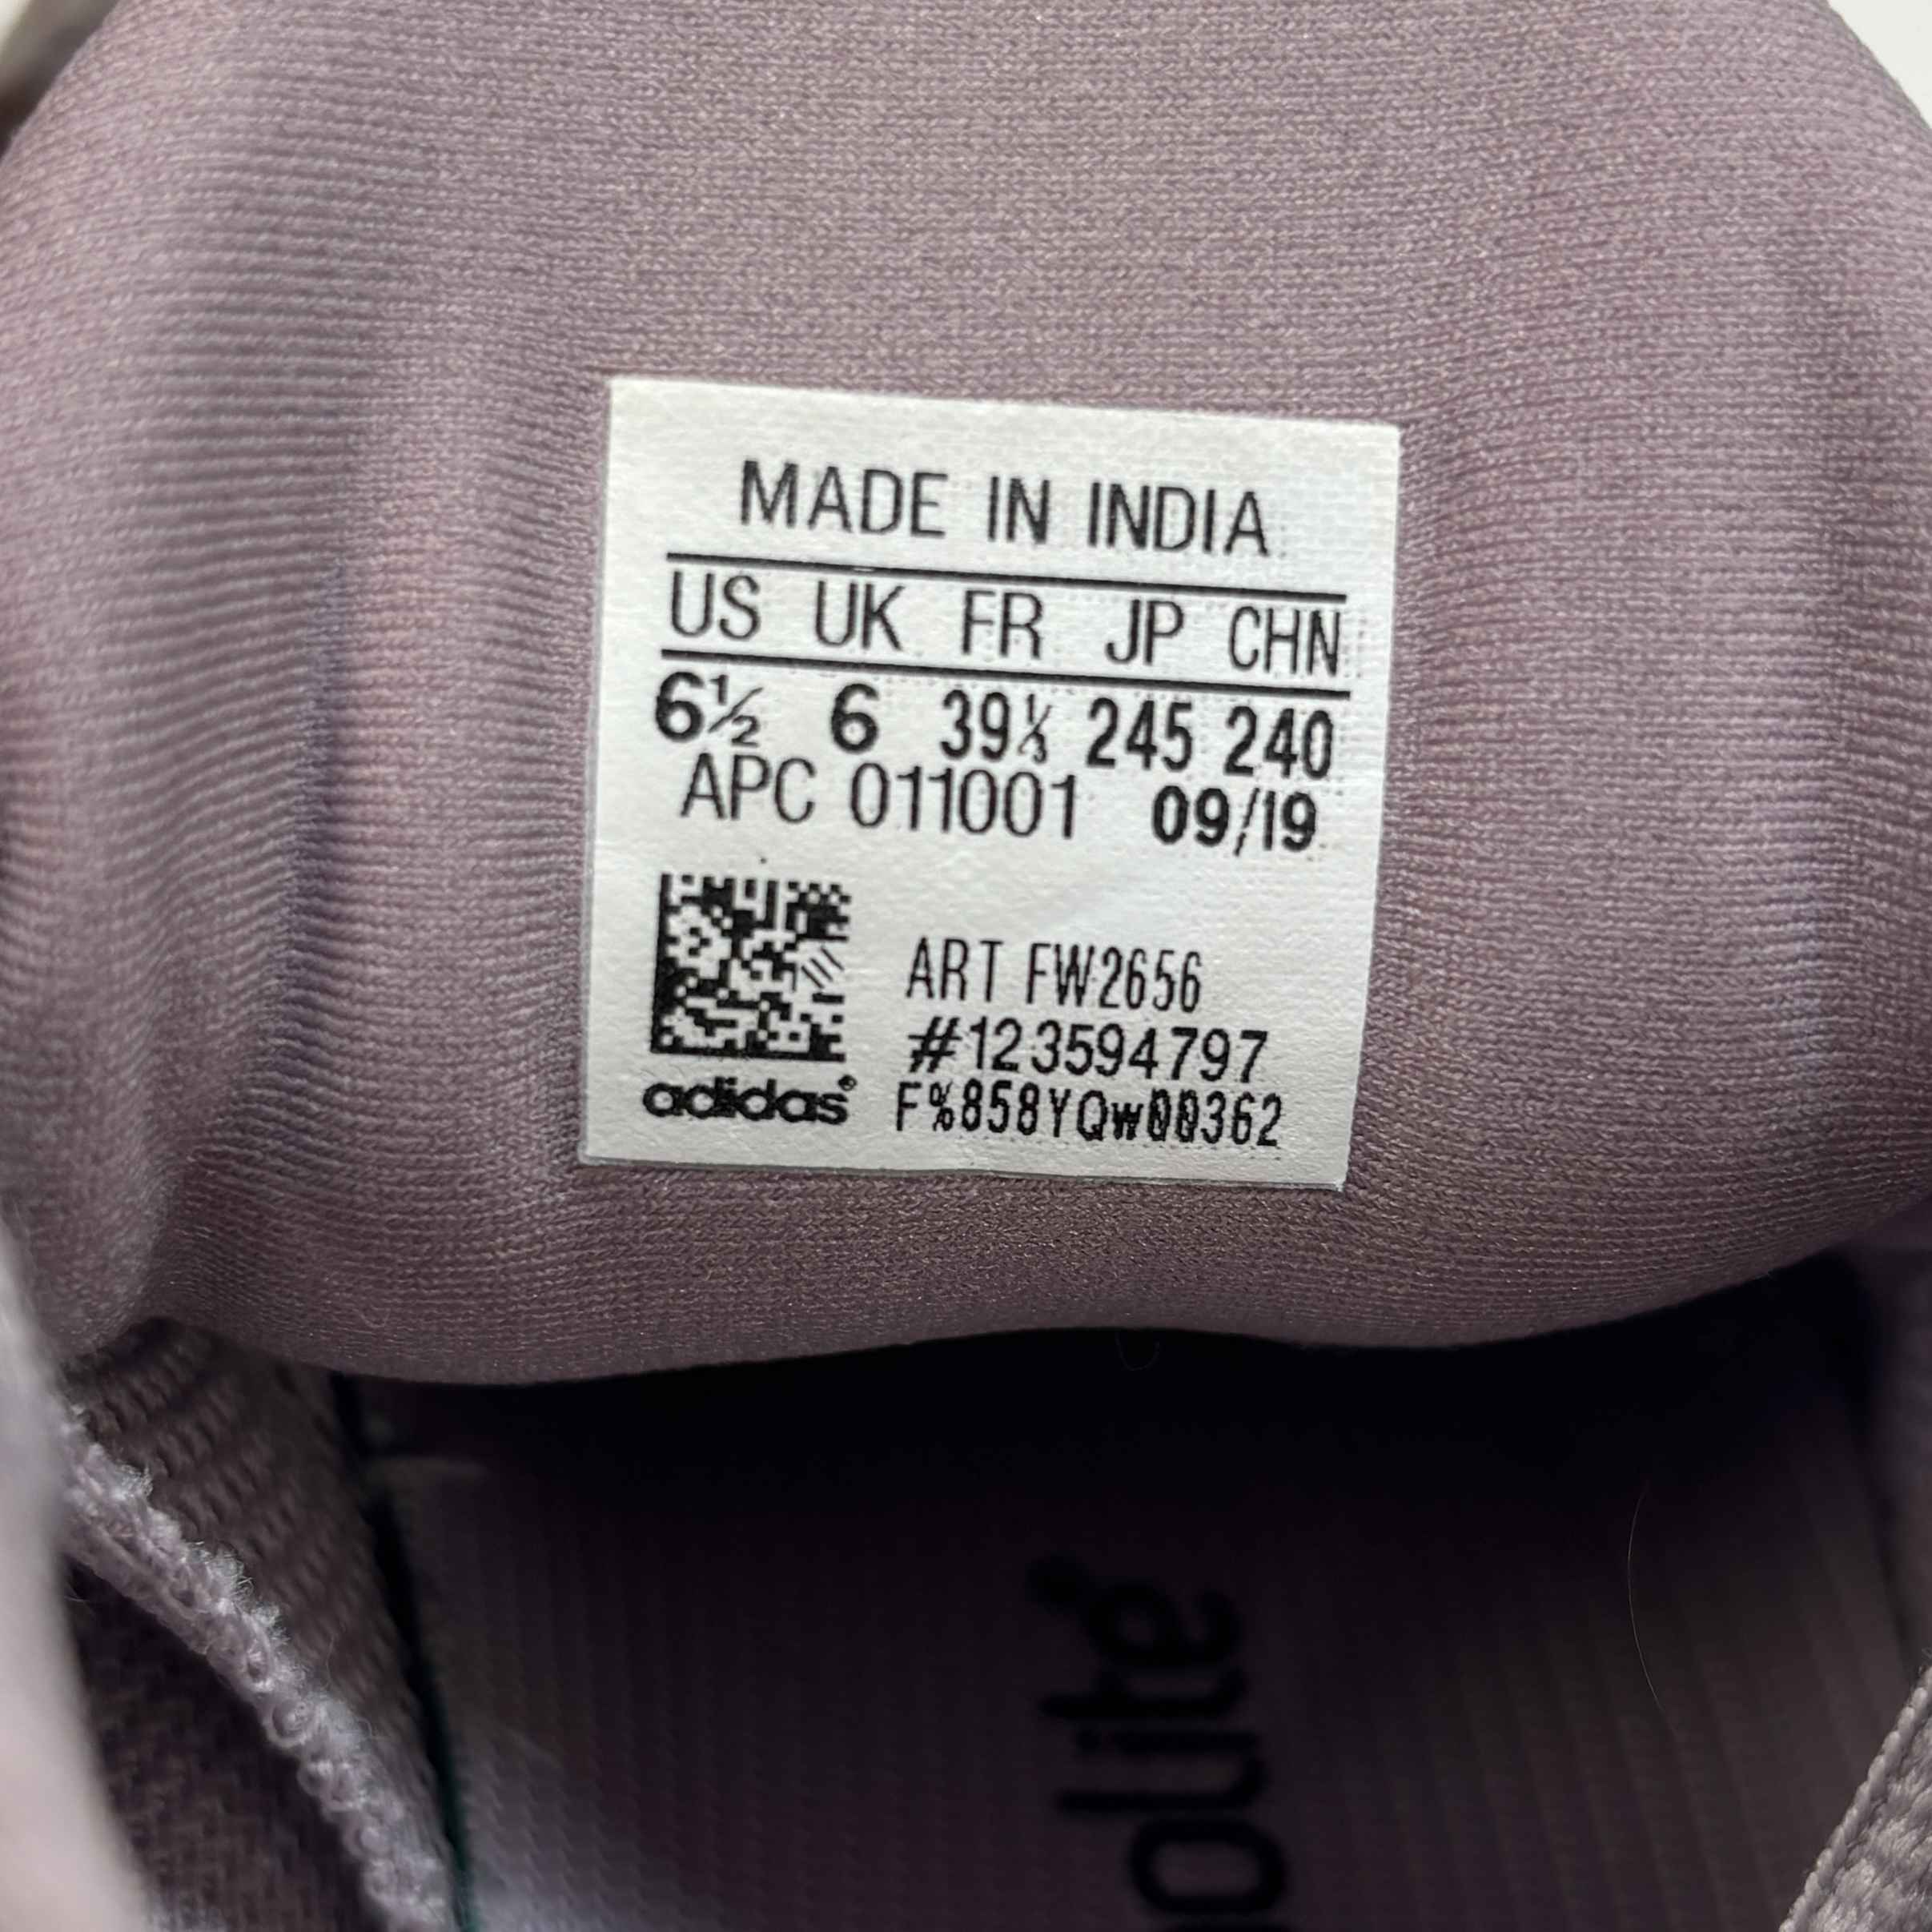 MADE IN INDIA
US UK FR JP CHN
6½ 6 39⅓ 245 240
APC 011001 09/19
ART FW2656
#123594797
adidas®
F%858YQw00362